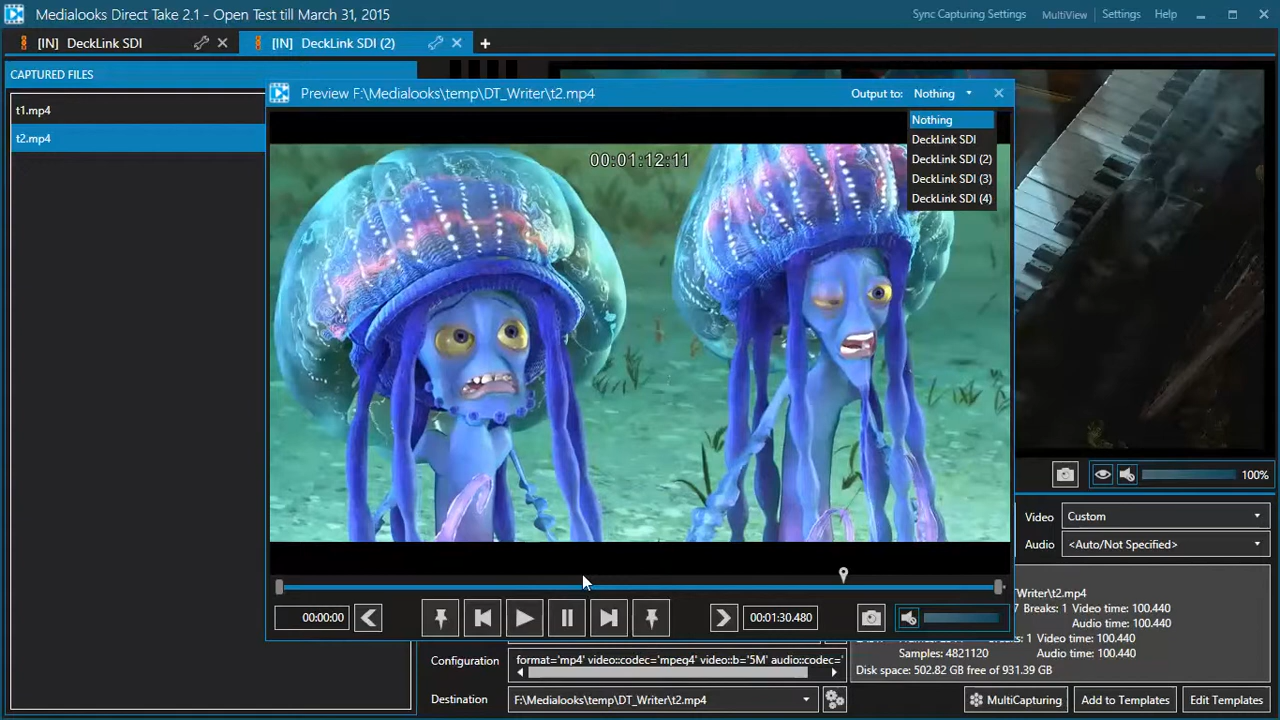 Medialooks Direct Take 2.1 - Open Test till March 31, 2015
Sync Capturing Settings MultiView Settings Help
[IN] DeckLink SDI
[IN] DeckLink SDI (2)
CAPTURED FILES
t1.mp4
t2.mp4
Preview F:\Medialooks\temp\DT_Writer\t2.mp4
Output to: Nothing
Nothing
DeckLink SDI
DeckLink SDI (2)
DeckLink SDI (3)
DeckLink SDI (4)
00:01:12:11
100%
Video Custom
Audio <Auto/Not Specified>
00:00:00
00:01:30.480
_Writer\t2.mp4
Breaks: 1 Video time: 100.440
Audio time: 100.440
Breaks: 1 Video time: 100.440
Samples: 4821120 Audio time: 100.440
Disk space: 502.82 GB free of 931.39 GB
Configuration format='mp4' video::codec='mpeg4' video::b='5M' audio::codec='
Destination F:\Medialooks\temp\DT_Writer\t2.mp4
MultiCapturing Add to Templates Edit Templates